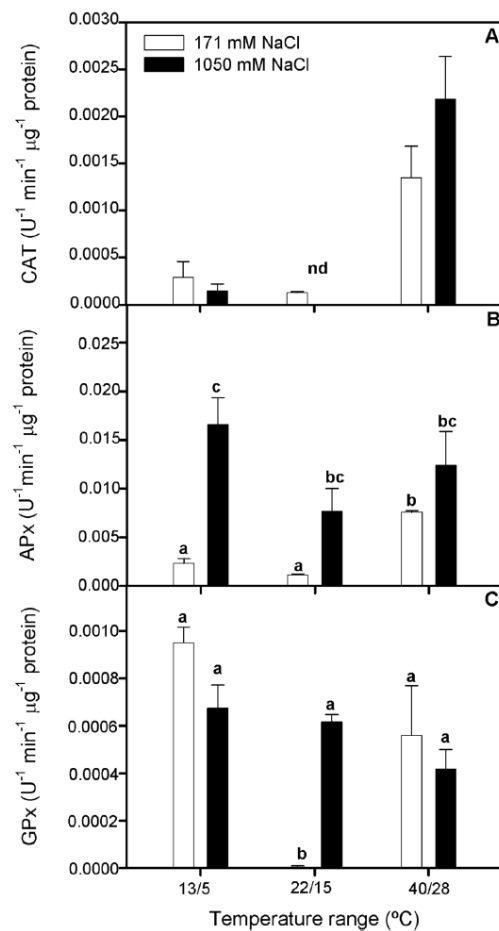 A
171 mM NaCl
1050 mM NaCl
CAT (U-1 min-1 µg-1 protein)
0.0030
0.0025
0.0020
0.0015
0.0010
0.0005
0.0000
nd
B
APx (U-1min-1 µg-1 protein)
0.025
0.020
0.015
0.010
0.005
0.000
a
c
a
bc
b
bc
C
GPx (U-1 min-1 µg-1 protein)
0.0010
0.0008
0.0006
0.0004
0.0002
0.0000
a
a
b
a
a
a
13/5 22/15 40/28
Temperature range (ºC)